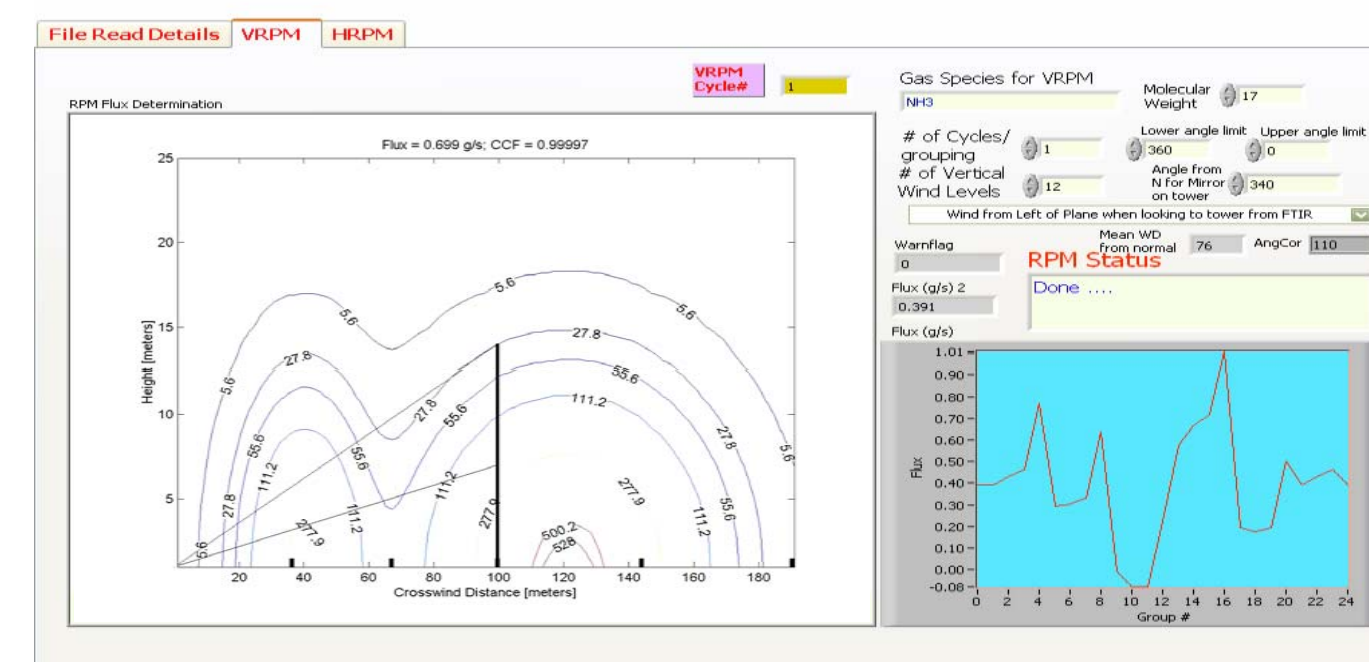 File Read Details VRPM HRPM
VRPM
Cycle#
1
RPM Flux Determination
Flux = 0.699 g/s; CCF = 0.99997
25
20
15
10
5
Height [meters]
5.6
5.6
5.6
5.6
5.6
5.6
27.8
27.8
27.8
27.8
27.8
55.6
55.6
55.6
55.6
55.6
111.2
111.2
111.2
111.2
111.2
277.9
277.9
277.9
500.2
528
20 40 60 80 100 120 140 160 180
Crosswind Distance [meters]
Gas Species for VRPM
NH3
Molecular
Weight
17
# of Cycles/
grouping
1
Lower angle limit Upper angle limit
360 0
# of Vertical
Wind Levels
12
Angle from
N for Mirror
on tower
340
Wind from Left of Plane when looking to tower from FTIR
Warnflag
0
Mean WD
from normal
76
AngCor 110
RPM Status
Done ....
Flux (g/s) 2
0.391
Flux (g/s)
1.01
0.90
0.80
0.70
0.60
0.50
0.40
0.30
0.20
0.10
0.00
-0.08
Flux
0 2 4 6 8 10 12 14 16 18 20 22 24
Group #